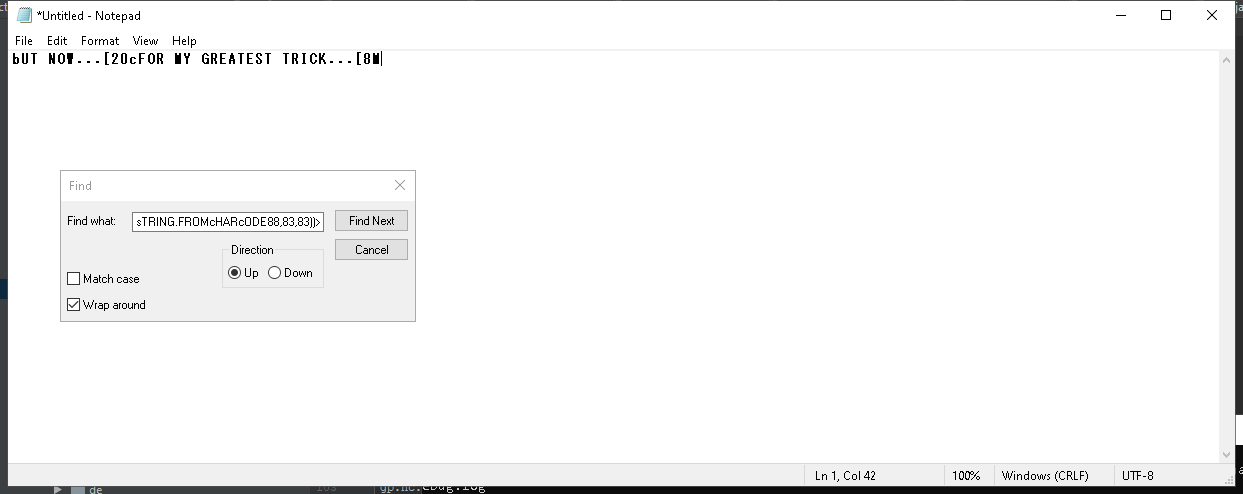 *Untitled - Notepad
File Edit Format View Help
bUT NOW...[20cFOR MY GREATEST TRICK...[8M
Find
Find what: sTRING.FROMcHARcODE88,83,83))> Find Next
Direction Cancel
Up Down
Match case
Wrap around
Ln 1, Col 42 100% Windows (CRLF) UTF-8
de